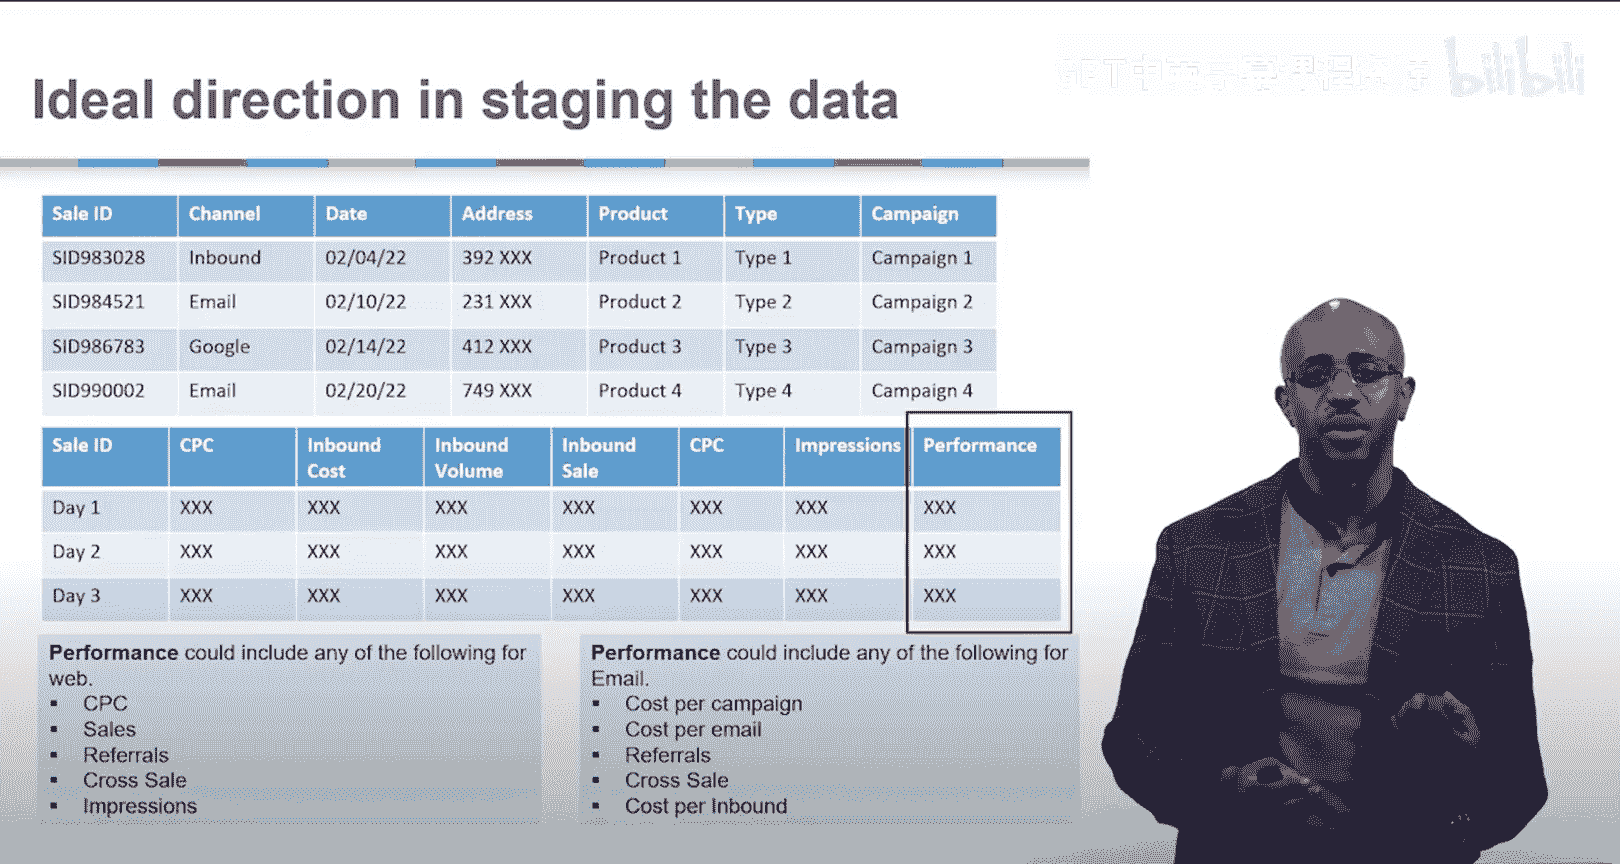 Ideal direction in staging the data
bilibili
Sale ID Channel Date Address Product Type Campaign
SID983028 Inbound 02/04/22 392 XXX Product 1 Type 1 Campaign 1
SID984521 Email 02/10/22 231 XXX Product 2 Type 2 Campaign 2
SID986783 Google 02/14/22 412 XXX Product 3 Type 3 Campaign 3
SID990002 Email 02/20/22 749 XXX Product 4 Type 4 Campaign 4
Sale ID CPC Inbound Cost Inbound Volume Inbound Sale CPC Impressions Performance
Day 1 XXX XXX XXX XXX XXX XXX XXX
Day 2 XXX XXX XXX XXX XXX XXX XXX
Day 3 XXX XXX XXX XXX XXX XXX XXX
Performance could include any of the following for
web.
▪ CPC
▪ Sales
▪ Referrals
▪ Cross Sale
▪ Impressions
Performance could include any of the following for
Email.
▪ Cost per campaign
▪ Cost per email
▪ Referrals
▪ Cross Sale
▪ Cost per Inbound